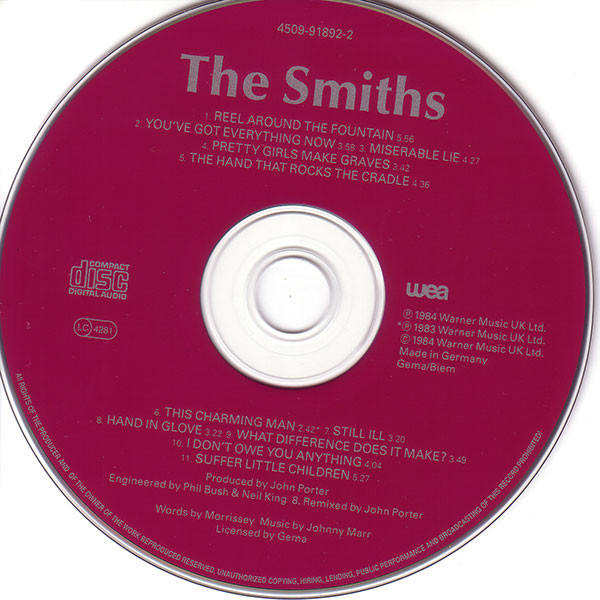 4509-91892-2
The Smiths
1. REEL AROUND THE FOUNTAIN 5.56
2. YOU'VE GOT EVERYTHING NOW 3.58 3. MISERABLE LIE 4.27
4. PRETTY GIRLS MAKE GRAVES 3.42
5. THE HAND THAT ROCKS THE CRADLE 4.36
COMPACT
disc
DIGITAL AUDIO
LC 4281
wea
Ⓟ 1984 Warner Music UK Ltd.
*Ⓟ 1983 Warner Music UK Ltd.
© 1984 Warner Music UK Ltd.
Made in Germany
Gema/Biem
6. THIS CHARMING MAN 2.42* 7. STILL ILL 3.20
8. HAND IN GLOVE 3.22 9. WHAT DIFFERENCE DOES IT MAKE? 3.49
10. I DON'T OWE YOU ANYTHING 4.04
11. SUFFER LITTLE CHILDREN 5.27
Produced by John Porter
Engineered by Phil Bush & Neil King 8. Remixed by John Porter
Words by Morrissey Music by Johnny Marr
Licensed by Gema
All RIGHTS OF THE PRODUCER AND OF THE OWNER OF THE WORK REPRODUCED RESERVED. UNAUTHORIZED COPYING, HIRING, LENDING, PUBLIC PERFORMANCE AND BROADCASTING OF THIS RECORD PROHIBITED!